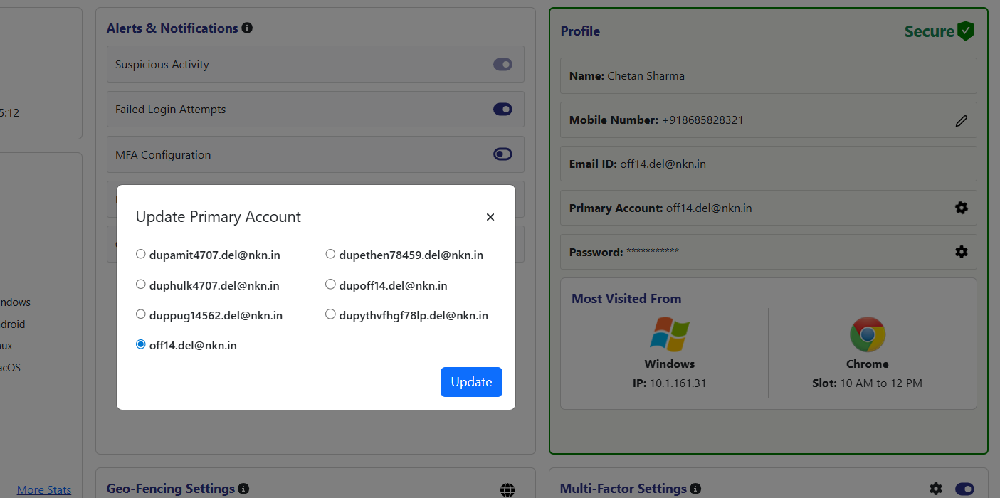 5:12
ndows
droid
ux
acOS
More Stats
Alerts & Notifications
Suspicious Activity
Failed Login Attempts
MFA Configuration
Update Primary Account
dupamit4707.del@nkn.in
dupethen78459.del@nkn.in
duphulk4707.del@nkn.in
dupoff14.del@nkn.in
duppug14562.del@nkn.in
dupythvfhgf78lp.del@nkn.in
off14.del@nkn.in
Update
Geo-Fencing Settings
Profile
Secure
Name: Chetan Sharma
Mobile Number: +918685828321
Email ID: off14.del@nkn.in
Primary Account: off14.del@nkn.in
Password: ***********
Most Visited From
Windows
IP: 10.1.161.31
Chrome
Slot: 10 AM to 12 PM
Multi-Factor Settings